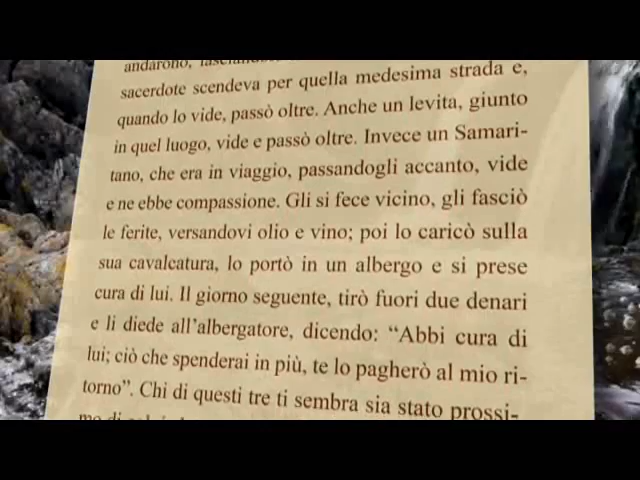 andarono, lasciandolo
sacerdote scendeva per quella medesima strada e,
quando lo vide, passò oltre. Anche un levita, giunto
in quel luogo, vide e passò oltre. Invece un Samari-
tano, che era in viaggio, passandogli accanto, vide
e ne ebbe compassione. Gli si fece vicino, gli fasciò
le ferite, versandovi olio e vino; poi lo caricò sulla
sua cavalcatura, lo portò in un albergo e si prese
cura di lui. Il giorno seguente, tirò fuori due denari
e li diede all’albergatore, dicendo: “Abbi cura di
lui; ciò che spenderai in più, te lo pagherò al mio ri-
torno”. Chi di questi tre ti sembra sia stato prossi-
mo di